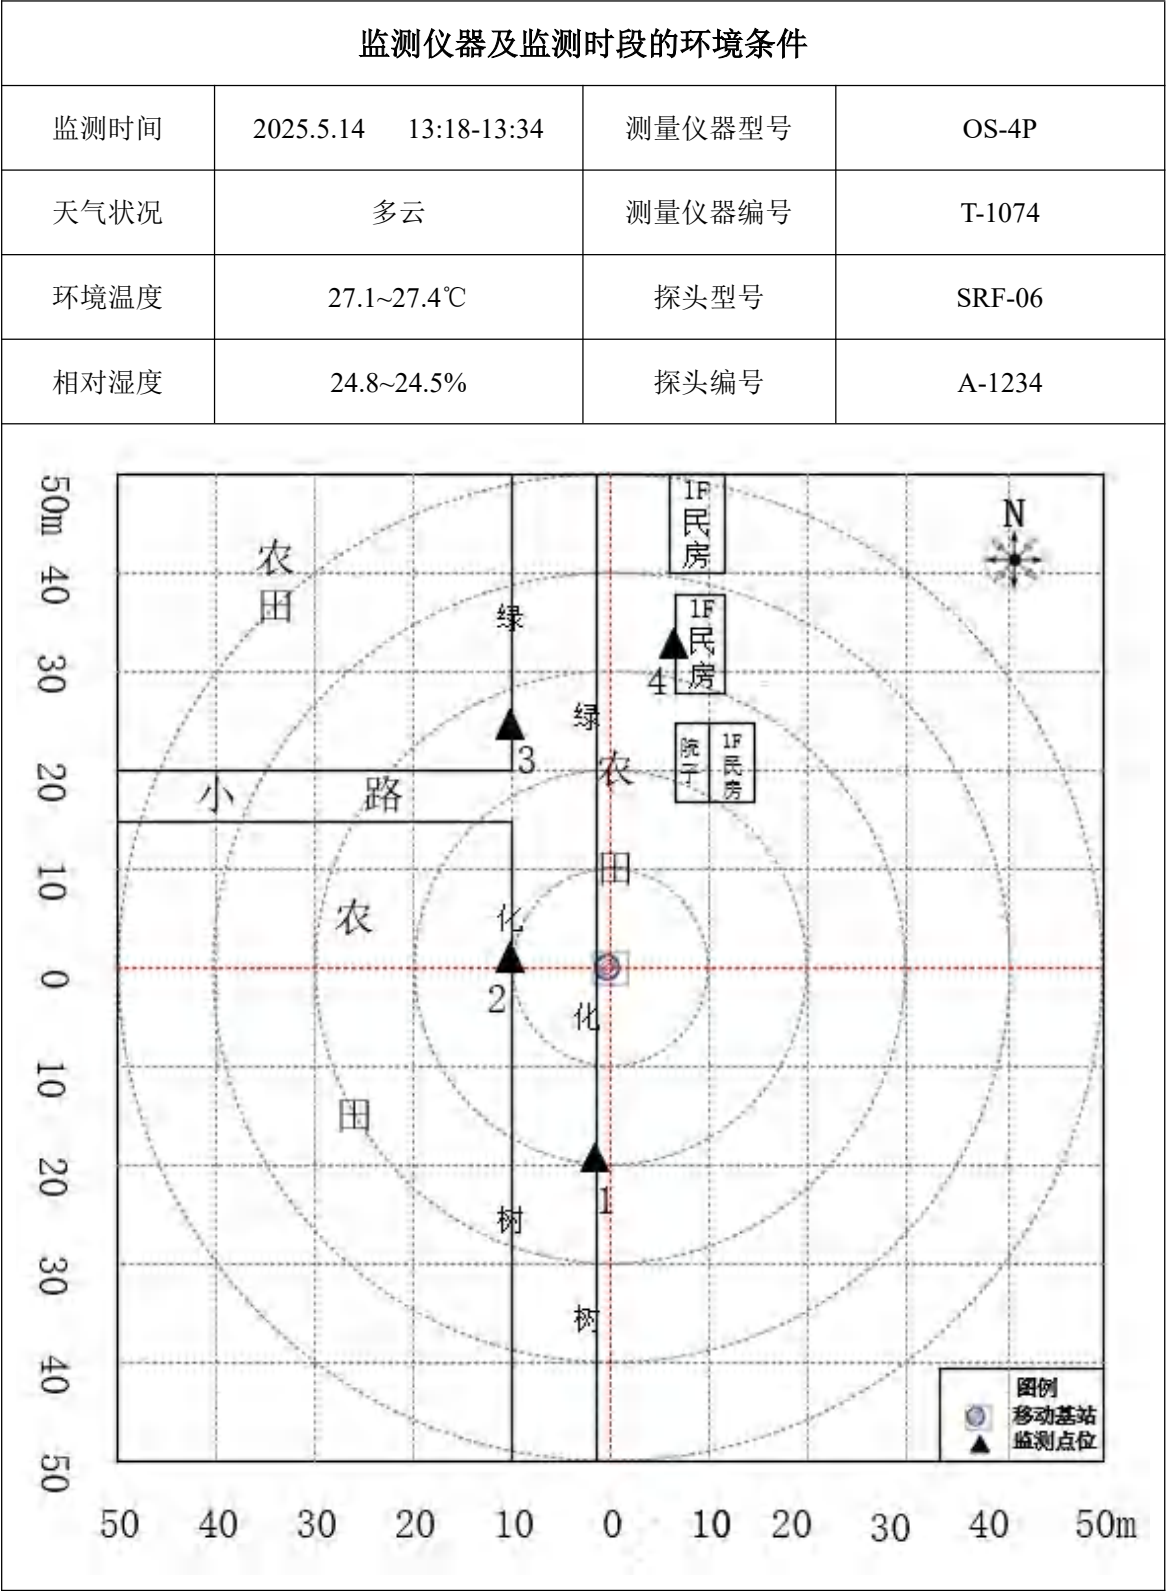 监测仪器及监测时段的环境条件
监测时间 2025.5.14 13:18-13:34 测量仪器型号 OS-4P
天气状况 多云 测量仪器编号 T-1074
环境温度 27.1~27.4℃ 探头型号 SRF-06
相对湿度 24.8~24.5% 探头编号 A-1234
50m
40
30
20
10
0
10
20
30
40
50
农田
绿
化
树
绿
化
树
1F民房
1F民房
4
3
院子
1F民房
农田
小路
农田
2
1
N
图例
移动基站
监测点位
50 40 30 20 10 0 10 20 30 40 50m